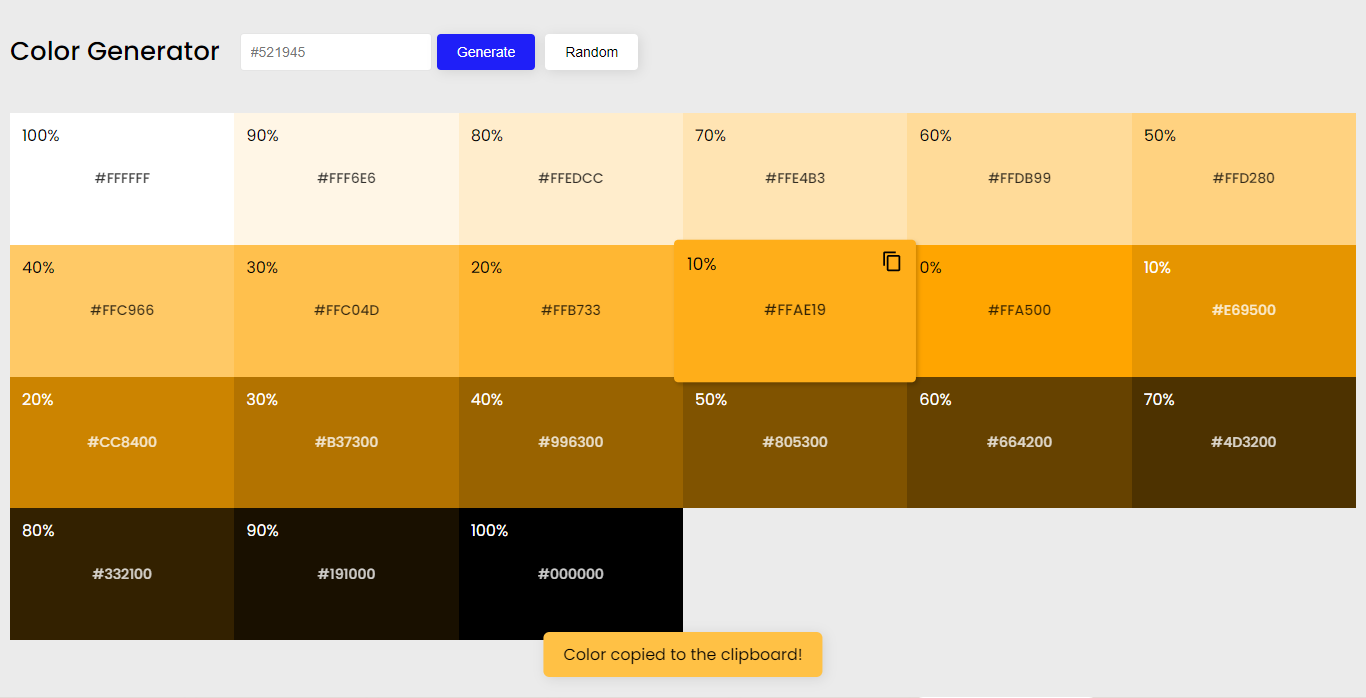 Color Generator #521945 Generate Random
100% 90% 80% 70% 60% 50%
#FFFFFF #FFF6E6 #FFEDCC #FFE4B3 #FFDB99 #FFD280
40% 30% 20% 10% 0% 10%
#FFC966 #FFC04D #FFB733 #FFAE19 #FFA500 #E69500
20% 30% 40% 50% 60% 70%
#CC8400 #B37300 #996300 #805300 #664200 #4D3200
80% 90% 100%
#332100 #191000 #000000
Color copied to the clipboard!